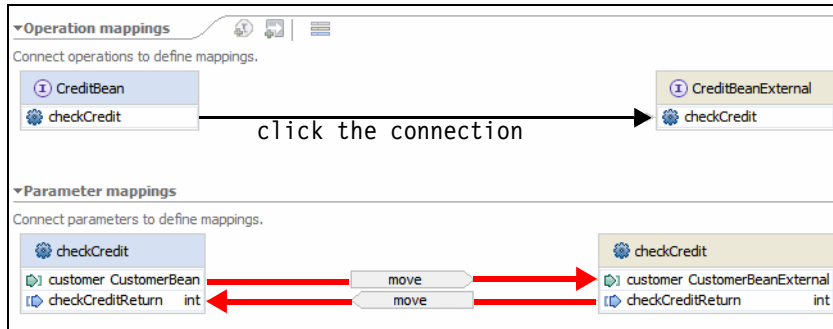 Operation mappings
Connect operations to define mappings.
CreditBean
CreditBeanExternal
checkCredit
checkCredit
click the connection
Parameter mappings
Connect parameters to define mappings.
checkCredit
checkCredit
customer CustomerBean
move
customer CustomerBeanExternal
checkCreditReturn int
move
checkCreditReturn int